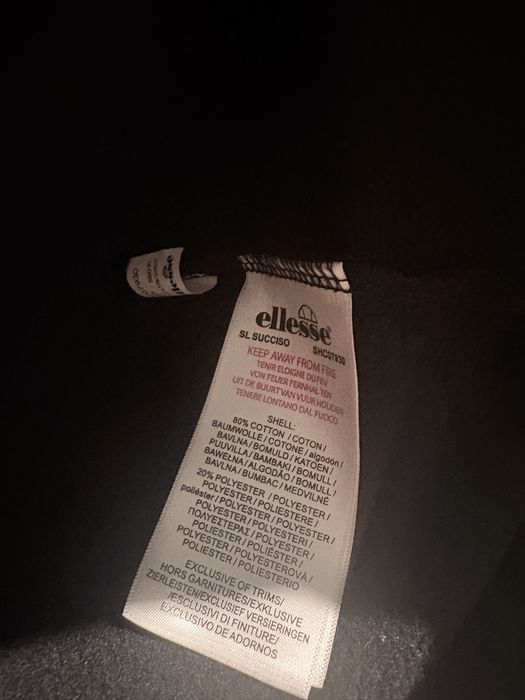 ellesse
SL SUCCISO SHC07930
KEEP AWAY FROM FIRE
TENIR ELOIGNE DU FEU
VON FEUER FERNHALTEN
UIT DE BUURT VAN VUUR HOUDEN
TENERE LONTANO DAL FUOCO
SHELL:
80% COTTON / COTON /
BAUMWOLLE / COTONE / algodón /
BAVLNA / BOMULD / KATOEN /
PUUVILLA / BAMBAKI / BOMULL /
BAWEŁNA / ALGODÃO / BOMULL /
BAVLNA / BUMBAC / MEDVILNĖ
20% POLYESTER / POLYESTER /
POLYESTER / POLIESTERE /
poliéster / POLYESTER / POLYESTER /
POLYESTER / POLYESTERI /
ΠΟΛΥΕΣΤΕΡΑΣ / POLYESTER /
POLIESTER / POLIÉSTER /
POLYESTER / POLYESTEROVÁ /
POLIESTER / POLIESTERIO
EXCLUSIVE OF TRIMS/
HORS GARNITURES/EXKLUSIVE
ZIERLEISTEN/EXCLUSIEF VERSIERINGEN
/ESCLUSIVI DI FINITURE/
EXCLUSIVO DE ADORNOS